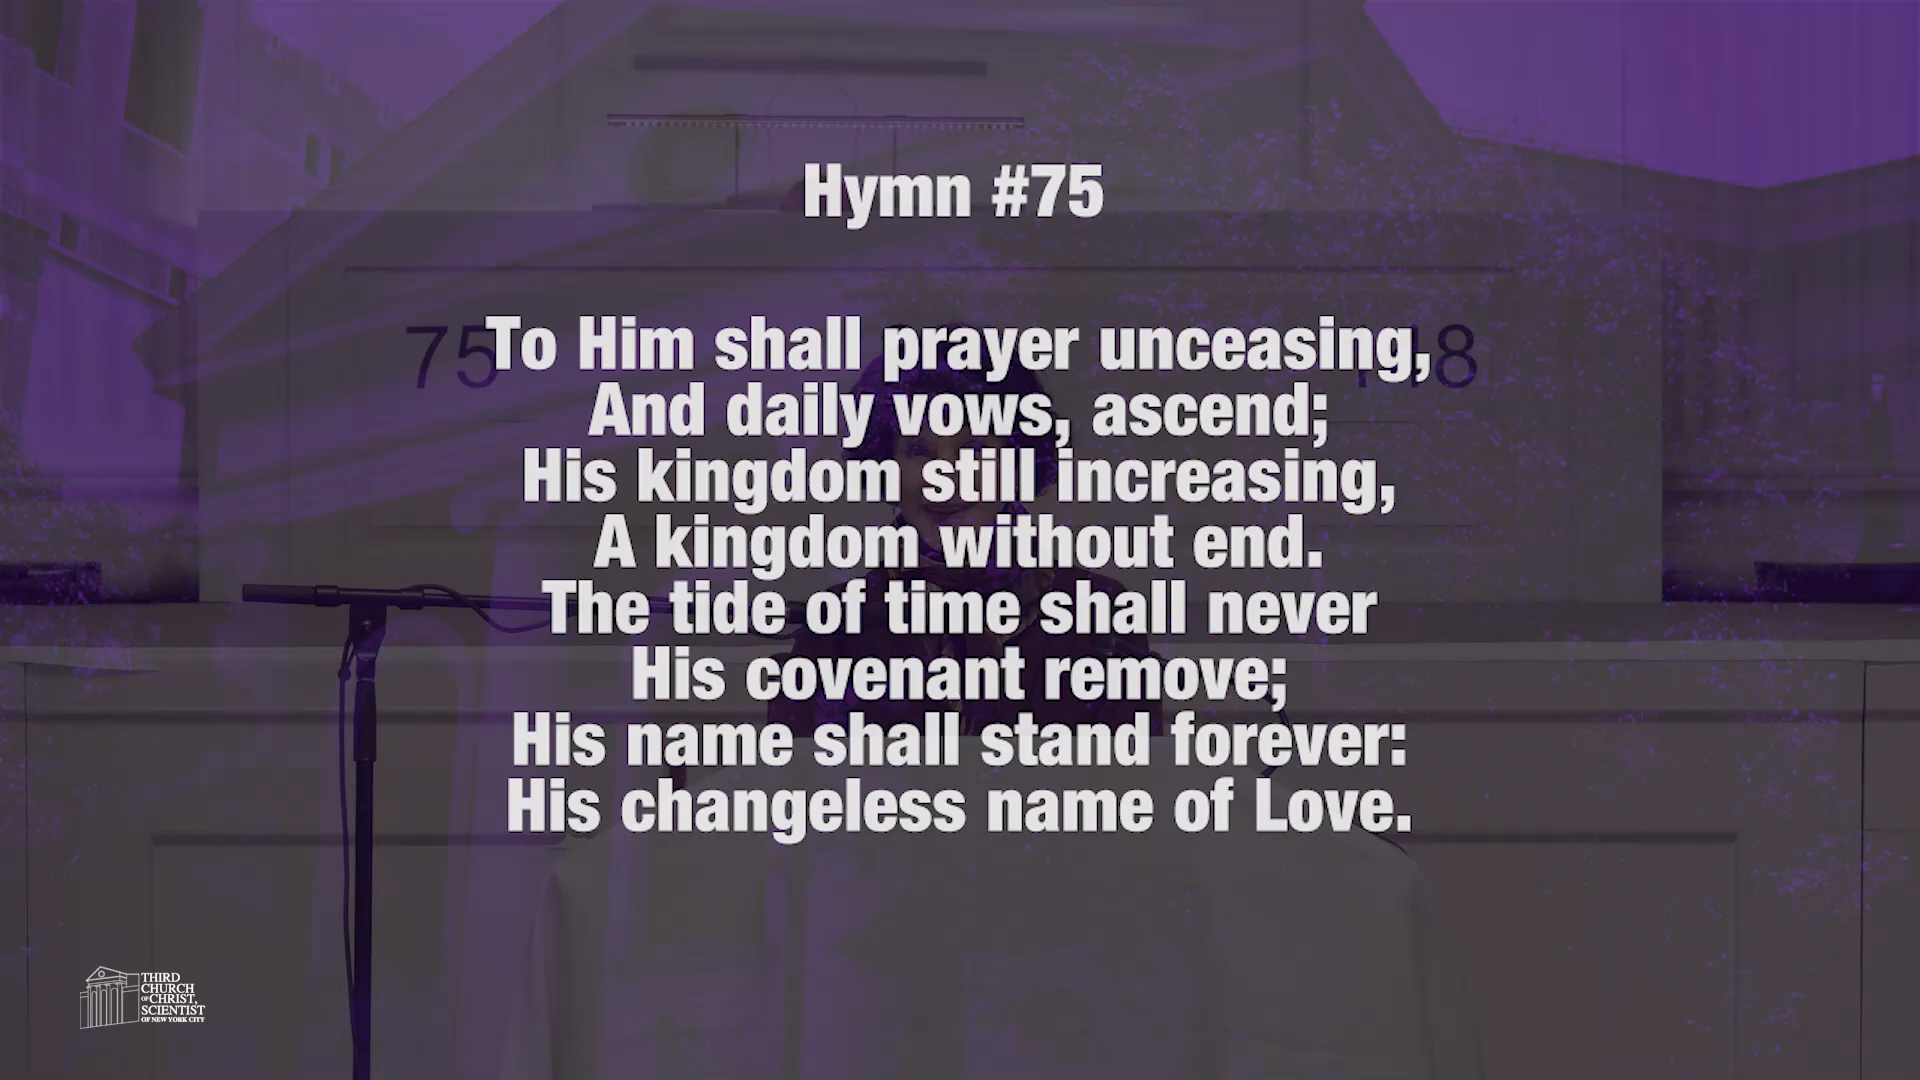 Hymn #75
75
To Him shall prayer unceasing,
And daily vows, ascend;
His kingdom still increasing,
A kingdom without end.
The tide of time shall never
His covenant remove;
His name shall stand forever:
His changeless name of Love.
THIRD
CHURCH
OF CHRIST,
SCIENTIST
OF NEW YORK CITY